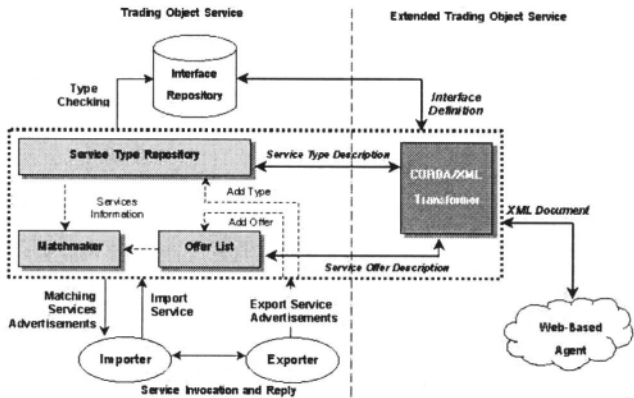 Trading Object Service
Extended Trading Object Service
Type
Checking
Interface
Repository
Interface
Definition
Service Type Repository
Service Type Description
CORBA/XML
Transformer
Services
Information
Add Type
Add Offer
XML Document
Matchmaker
Offer List
Service Offer Description
Matching
Services
Advertisements
Import
Service
Export Service
Advertisements
Web-Based
Agent
Importer
Exporter
Service Invocation and Reply